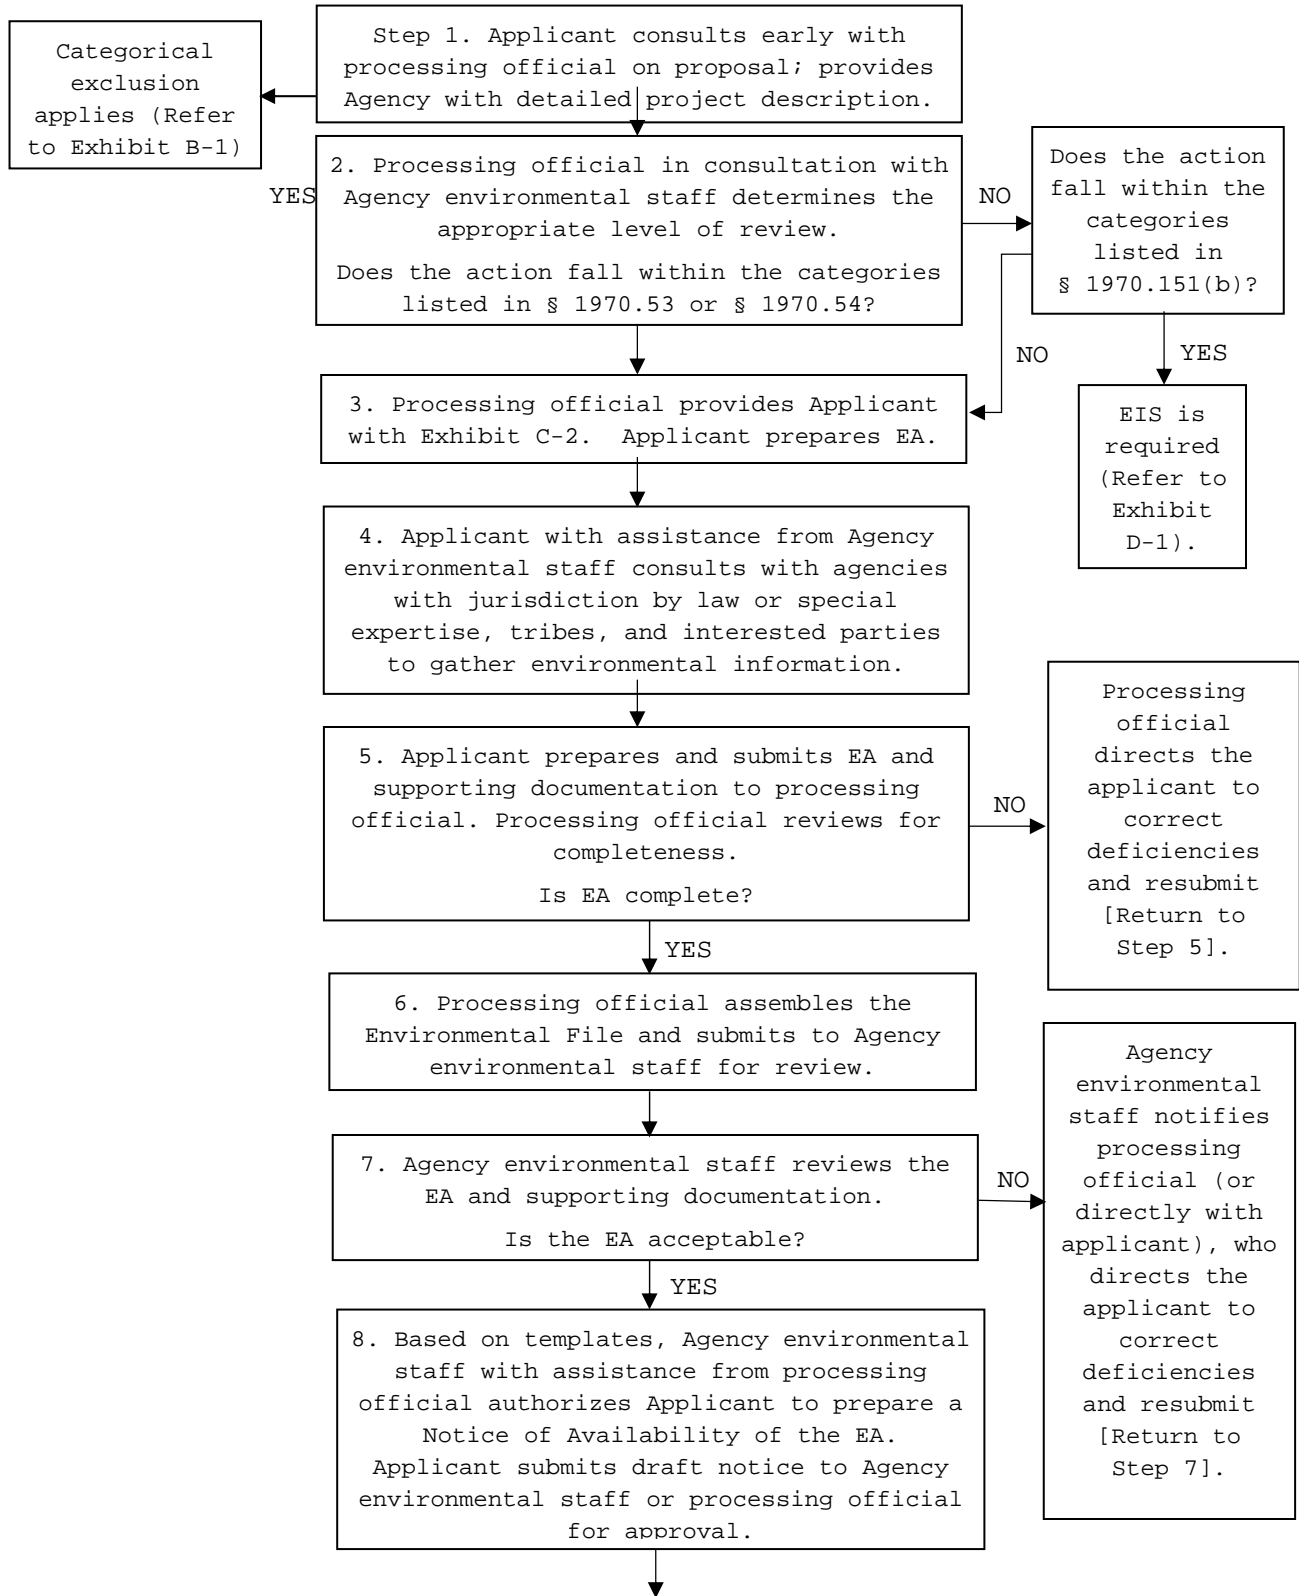 Step 1. Applicant consults early with
processing official on proposal; provides
Agency with detailed project description.
Categorical
exclusion
applies (Refer
to Exhibit B-1)
YES
2. Processing official in consultation with
Agency environmental staff determines the
appropriate level of review.
Does the action fall within the categories
listed in § 1970.53 or § 1970.54?
NO
Does the action
fall within the
categories
listed in
§ 1970.151(b)?
NO
YES
EIS is
required
(Refer to
Exhibit
D-1).
3. Processing official provides Applicant
with Exhibit C-2.  Applicant prepares EA.
4. Applicant with assistance from Agency
environmental staff consults with agencies
with jurisdiction by law or special
expertise, tribes, and interested parties
to gather environmental information.
5. Applicant prepares and submits EA and
supporting documentation to processing
official. Processing official reviews for
completeness.
Is EA complete?
NO
Processing
official
directs the
applicant to
correct
deficiencies
and resubmit
[Return to
Step 5].
YES
6. Processing official assembles the
Environmental File and submits to Agency
environmental staff for review.
7. Agency environmental staff reviews the
EA and supporting documentation.
Is the EA acceptable?
NO
Agency
environmental
staff notifies
processing
official (or
directly with
applicant), who
directs the
applicant to
correct
deficiencies
and resubmit
[Return to
Step 7].
YES
8. Based on templates, Agency environmental
staff with assistance from processing
official authorizes Applicant to prepare a
Notice of Availability of the EA.
Applicant submits draft notice to Agency
environmental staff or processing official
for approval.